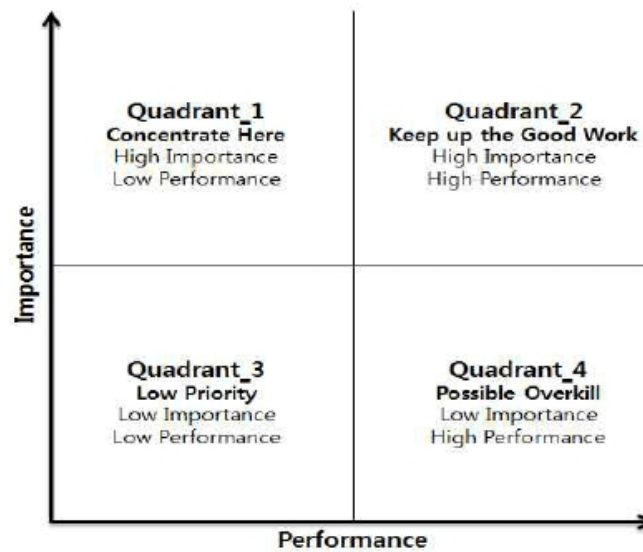 Importance
Quadrant_1
Concentrate Here
High Importance
Low Performance
Quadrant_2
Keep up the Good Work
High Importance
High Performance
Quadrant_3
Low Priority
Low Importance
Low Performance
Quadrant_4
Possible Overkill
Low Importance
High Performance
Performance